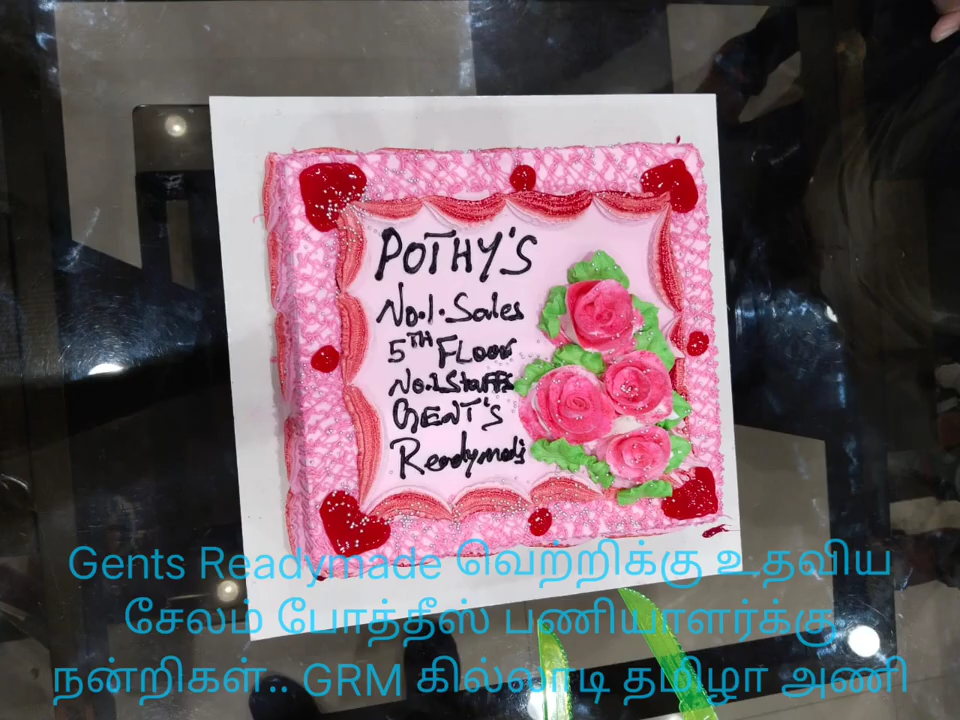 POTHY'S
No.1.Sales
5TH FLoor
No.1 Staffs
GENT'S
Gents Readymade வெற்றிக்கு உதவிய
சேலம் போத்தீஸ் பணியாளர்க்கு
நன்றிகள்.. GRM கில்லாடி தமிழா அணி